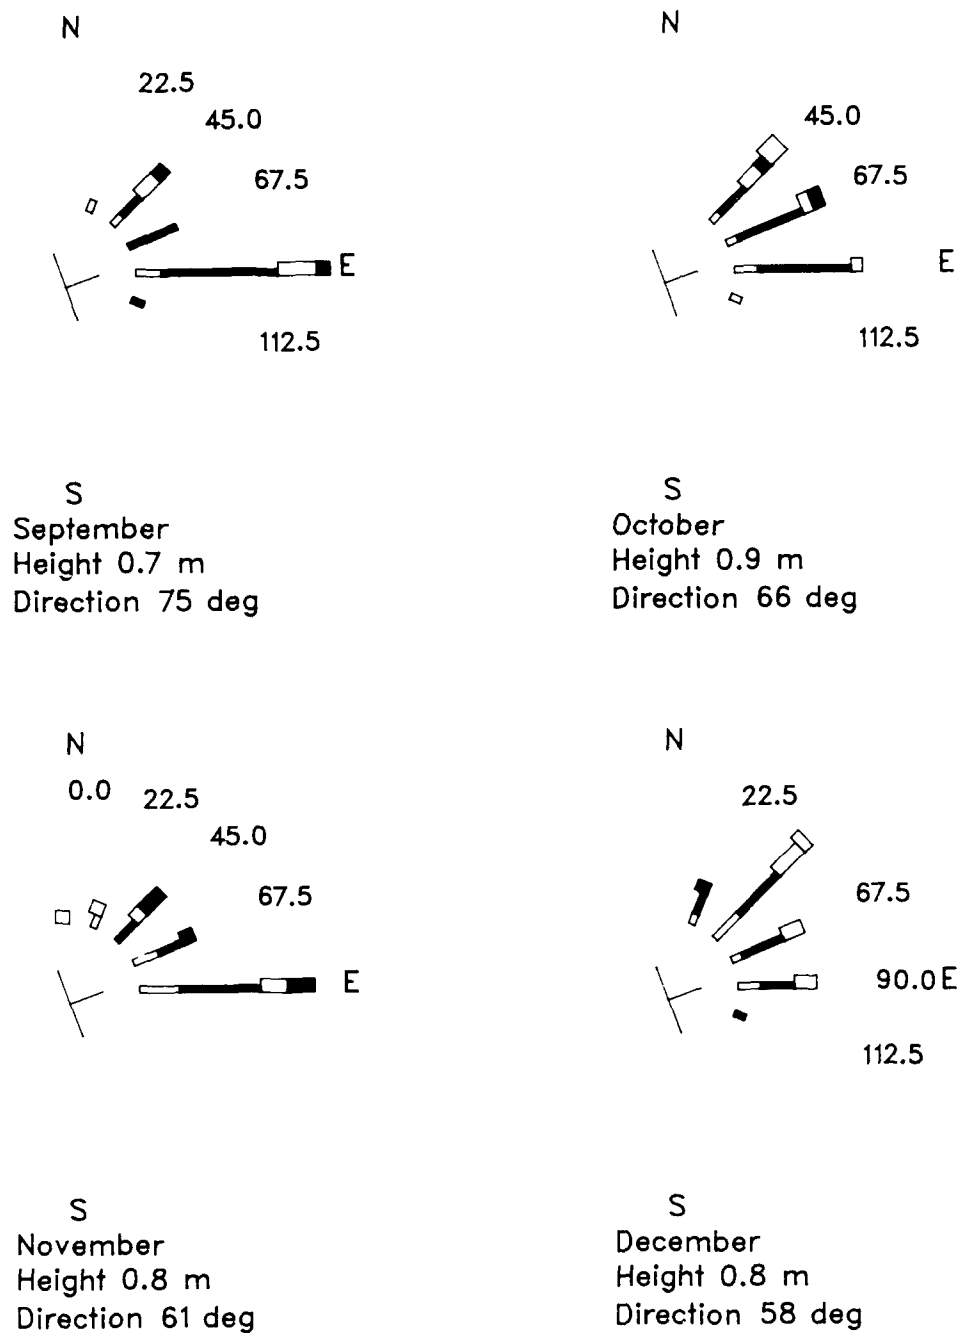 N
22.5
45.0
67.5
E
112.5
S
September
Height 0.7 m
Direction 75 deg
N
45.0
67.5
E
112.5
S
October
Height 0.9 m
Direction 66 deg
N
0.0
22.5
45.0
67.5
E
S
November
Height 0.8 m
Direction 61 deg
N
22.5
67.5
90.0 E
112.5
S
December
Height 0.8 m
Direction 58 deg